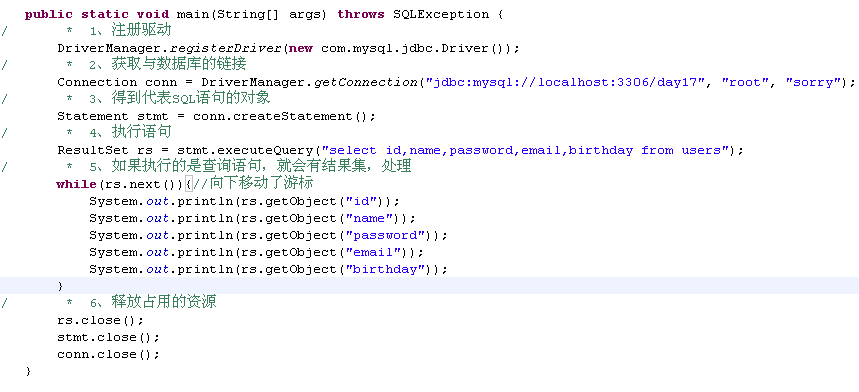 public static void main(String[] args) throws SQLException {
/ * 1、注册驱动
DriverManager.registerDriver(new com.mysql.jdbc.Driver());
/ * 2、获取与数据库的链接
Connection conn = DriverManager.getConnection("jdbc:mysql://localhost:3306/day17", "root", "sorry");
/ * 3、得到代表SQL语句的对象
Statement stmt = conn.createStatement();
/ * 4、执行语句
ResultSet rs = stmt.executeQuery("select id,name,password,email,birthday from users");
/ * 5、如果执行的是查询语句，就会有结果集，处理
while(rs.next()){//向下移动了游标
System.out.println(rs.getObject("id"));
System.out.println(rs.getObject("name"));
System.out.println(rs.getObject("password"));
System.out.println(rs.getObject("email"));
System.out.println(rs.getObject("birthday"));
}
/ * 6、释放占用的资源
rs.close();
stmt.close();
conn.close();
}